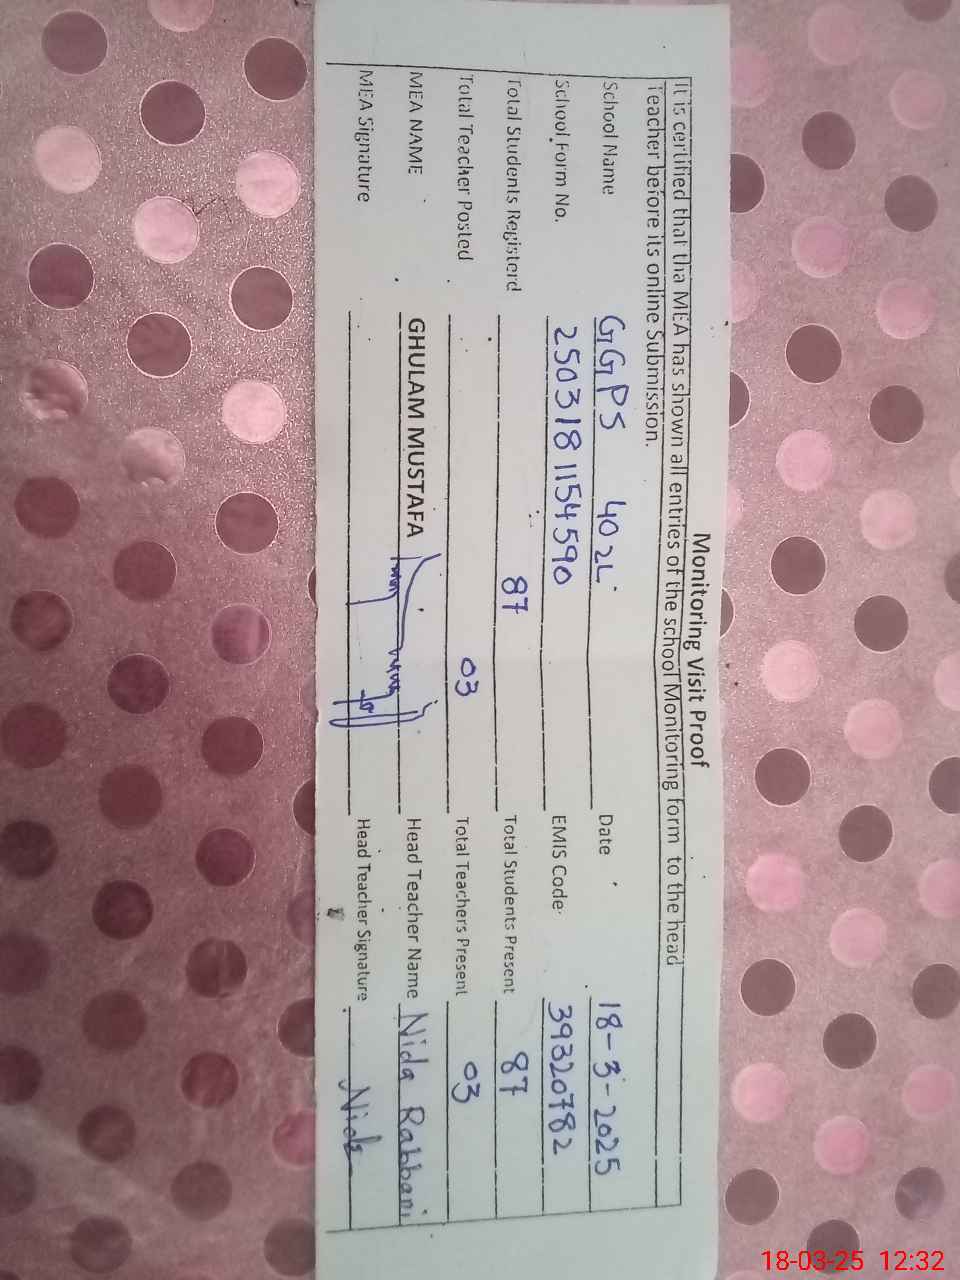 Monitoring Visit Proof
It is certified that tha MEA has shown all entries of the school Monitoring form to the head
Teacher before its online Submission.
School Name GGPS 402L Date 18-3-2025
School Form No. 2503181154590 EMIS Code 39320782
Total Students Registerd 87 Total Students Present 87
Total Teacher Posted 03 Total Teachers Present 03
MEA NAME GHULAM MUSTAFA Head Teacher Name Nida Rabbani
MEA Signature Head Teacher Signature Nida
18-03-25 12:32